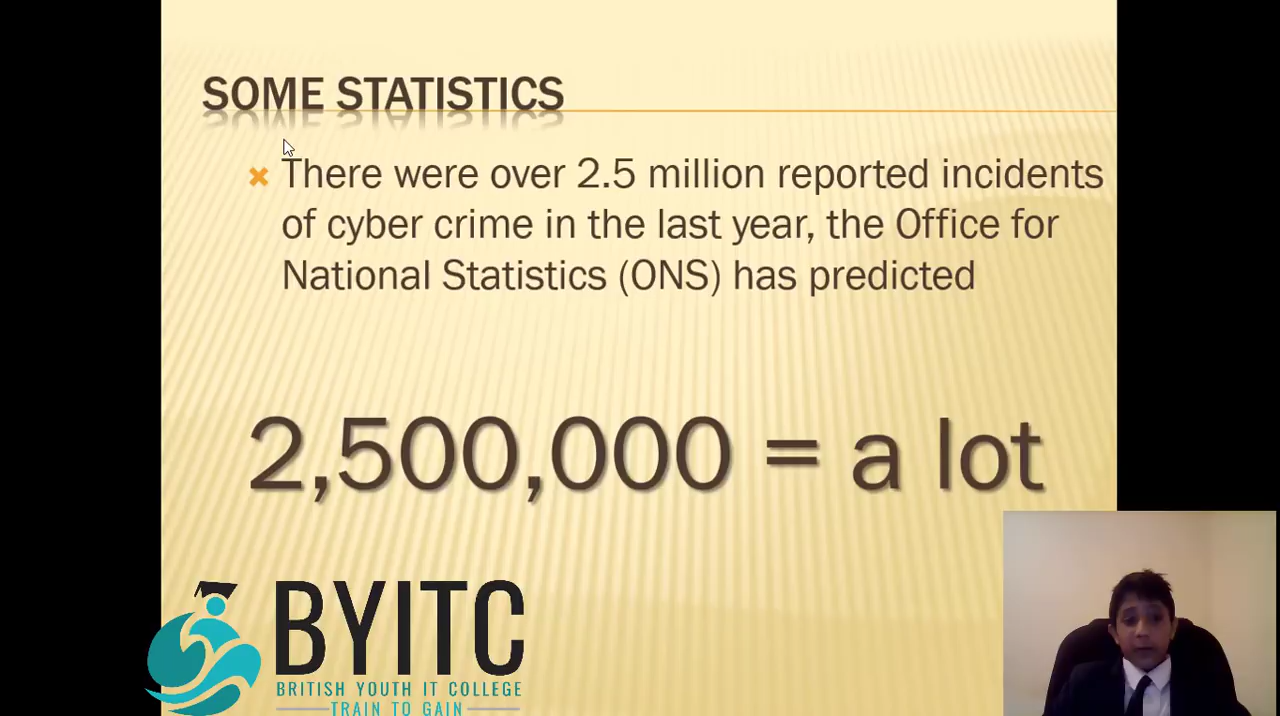 SOME STATISTICS
There were over 2.5 million reported incidents
of cyber crime in the last year, the Office for
National Statistics (ONS) has predicted
2,500,000 = a lot
BYITC
BRITISH YOUTH IT COLLEGE
TRAIN TO GAIN